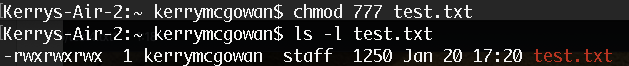 Kerrys-Air-2:~ kerrymcgowan$ chmod 777 test.txt
Kerrys-Air-2:~ kerrymcgowan$ ls -l test.txt
-rwxrwxrwx  1 kerrymcgowan  staff  1250 Jan 20 17:20 test.txt